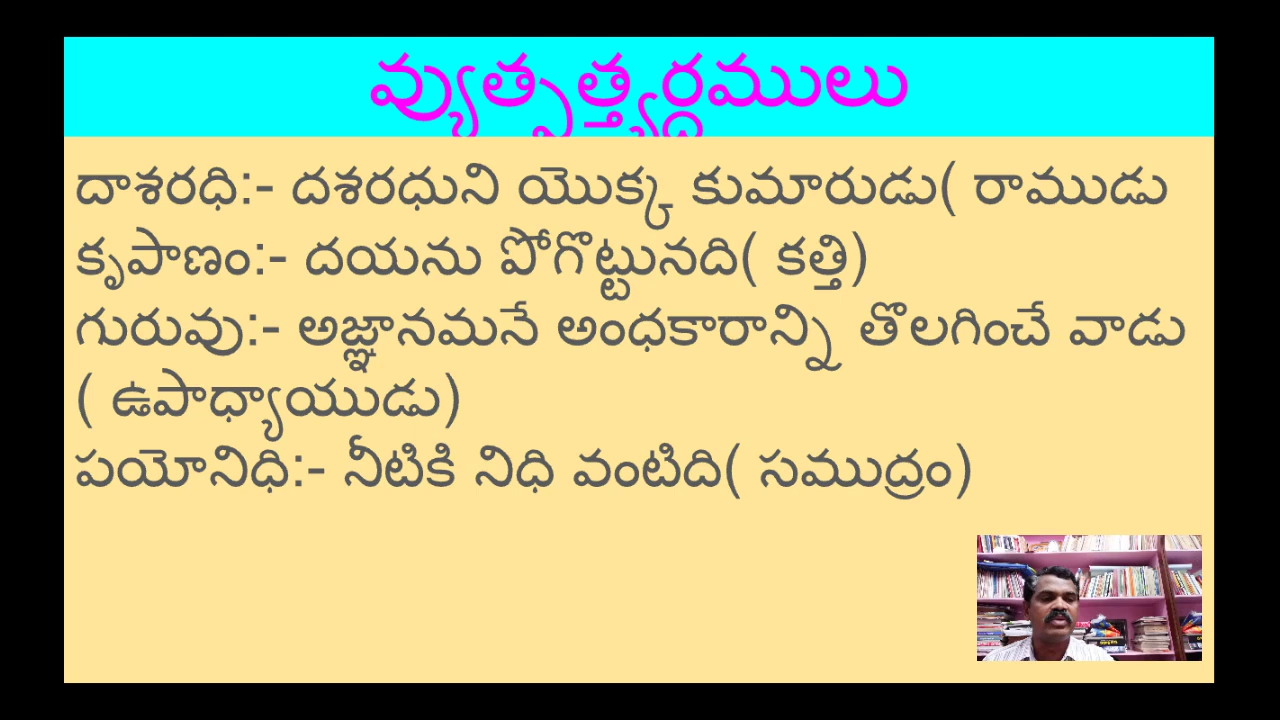 వ్యుత్పత్త్యర్థములు
దాశరధి:- దశరధుని యొక్క కుమారుడు( రాముడు
కృపాణం:- దయను పోగొట్టునది( కత్తి)
గురువు:- అజ్ఞానమనే అంధకారాన్ని తొలగించే వాడు
( ఉపాధ్యాయుడు)
పయోనిధి:- నీటికి నిధి వంటిది( సముద్రం)